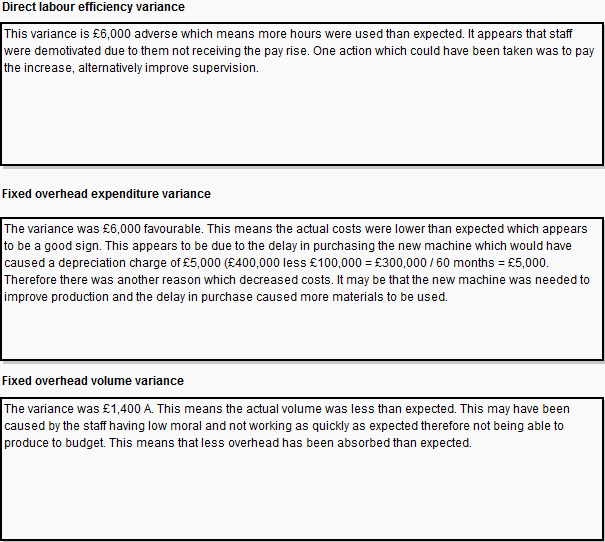 Direct labour efficiency variance
This variance is £6,000 adverse which means more hours were used than expected. It appears that staff
were demotivated due to them not receiving the pay rise. One action which could have been taken was to pay
the increase, alternatively improve supervision.
Fixed overhead expenditure variance
The variance was £6,000 favourable. This means the actual costs were lower than expected which appears
to be a good sign. This appears to be due to the delay in purchasing the new machine which would have
caused a depreciation charge of £5,000 (£400,000 less £100,000 = £300,000 / 60 months = £5,000.
Therefore there was another reason which decreased costs. It may be that the new machine was needed to
improve production and the delay in purchase caused more materials to be used.
Fixed overhead volume variance
The variance was £1,400 A. This means the actual volume was less than expected. This may have been
caused by the staff having low moral and not working as quickly as expected therefore not being able to
produce to budget. This means that less overhead has been absorbed than expected.